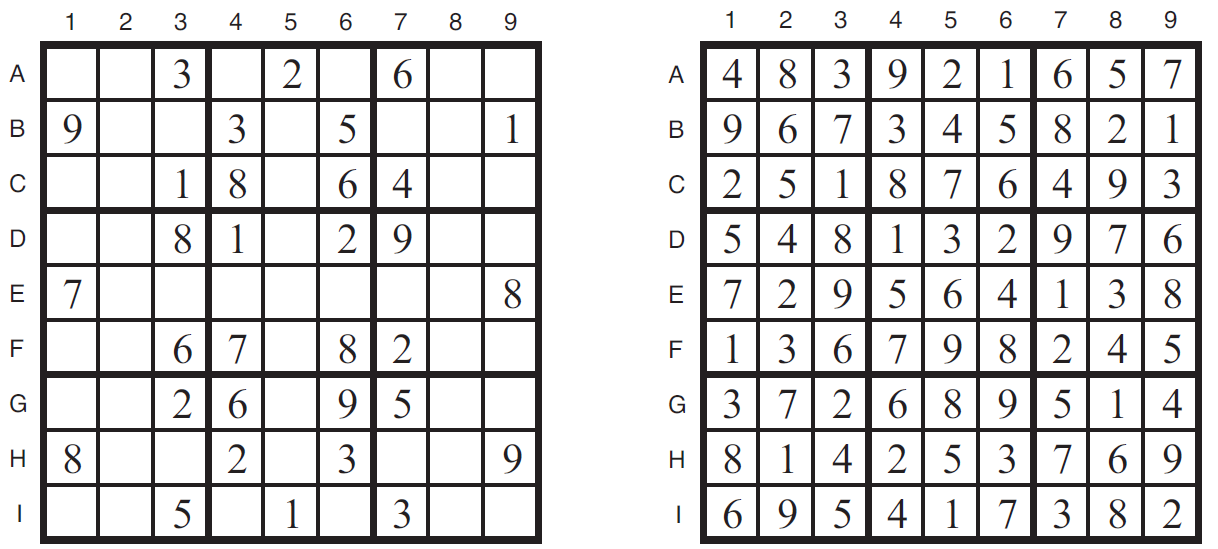 1 2 3 4 5 6 7 8 9
A 3 2 6
B 9 3 5 1
C 1 8 6 4
D 8 1 2 9
E 7 8
F 6 7 8 2
G 2 6 9 5
H 8 2 3 9
I 5 1 3
1 2 3 4 5 6 7 8 9
A 4 8 3 9 2 1 6 5 7
B 9 6 7 3 4 5 8 2 1
C 2 5 1 8 7 6 4 9 3
D 5 4 8 1 3 2 9 7 6
E 7 2 9 5 6 4 1 3 8
F 1 3 6 7 9 8 2 4 5
G 3 7 2 6 8 9 5 1 4
H 8 1 4 2 5 3 7 6 9
I 6 9 5 4 1 7 3 8 2